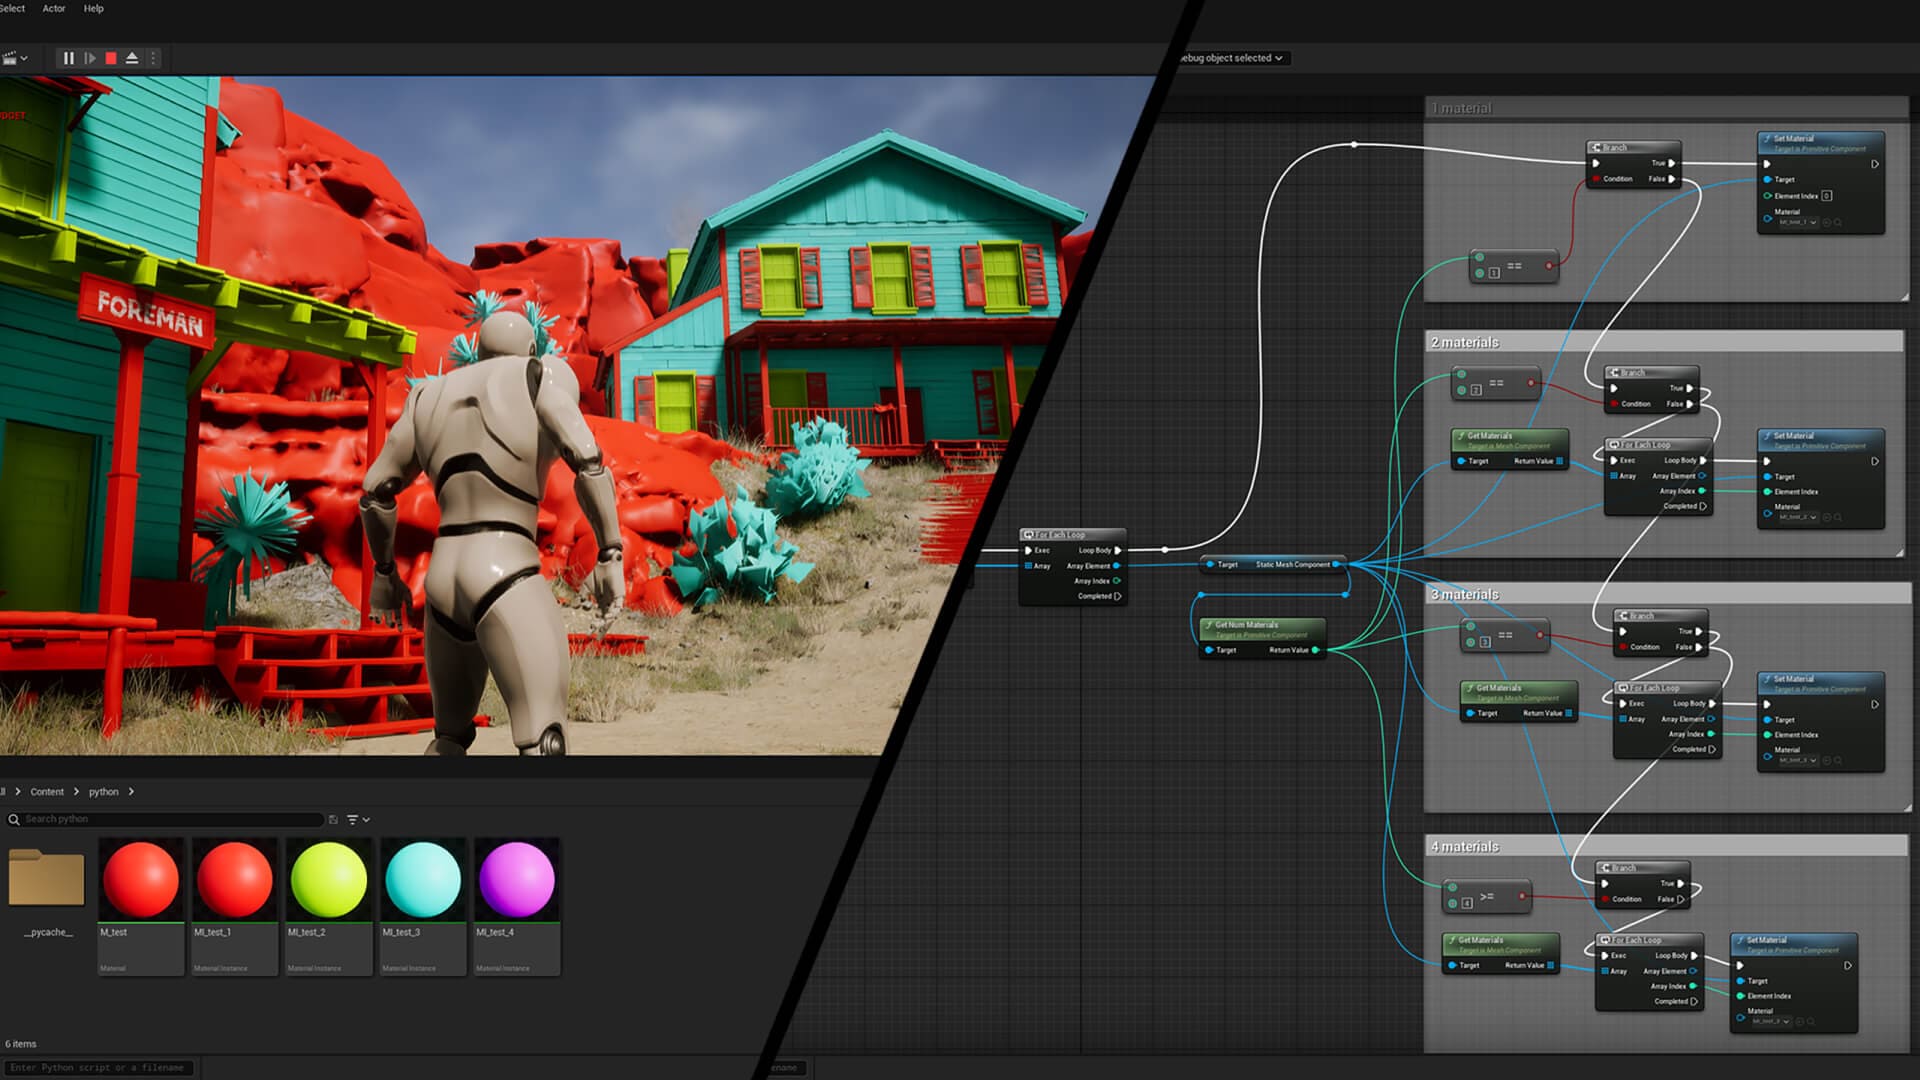 Select Actor Help
DGET
FOREMAN
Content python
Search python
__pycache__
M_test
Material
MI_test_1
Material Instance
MI_test_2
Material Instance
MI_test_3
Material Instance
MI_test_4
Material Instance
6 items
Enter Python script or a filename
ename
ebug object selected
For Each Loop
Exec Loop Body
Array Array Element
Array Index
Completed
Target Static Mesh Component
Get Num Materials
Target is Primitive Component
Target Return Value
1 material
Branch
True
Condition False
1 ==
Set Material
Target is Primitive Component
Target
Element Index 0
Material
MI_test_1
2 materials
2 ==
Branch
True
Condition False
Get Materials
Target is Mesh Component
Target Return Value
For Each Loop
Exec Loop Body
Array Array Element
Array Index
Completed
Set Material
Target is Primitive Component
Target
Element Index
Material
MI_test_2
3 materials
3 ==
Branch
True
Condition False
Get Materials
Target is Mesh Component
Target Return Value
For Each Loop
Exec Loop Body
Array Array Element
Array Index
Completed
Set Material
Target is Primitive Component
Target
Element Index
Material
MI_test_3
4 materials
4 >=
Branch
True
Condition False
Get Materials
Target is Mesh Component
Target Return Value
For Each Loop
Exec Loop Body
Array Array Element
Array Index
Completed
Set Material
Target is Primitive Component
Target
Element Index
Material